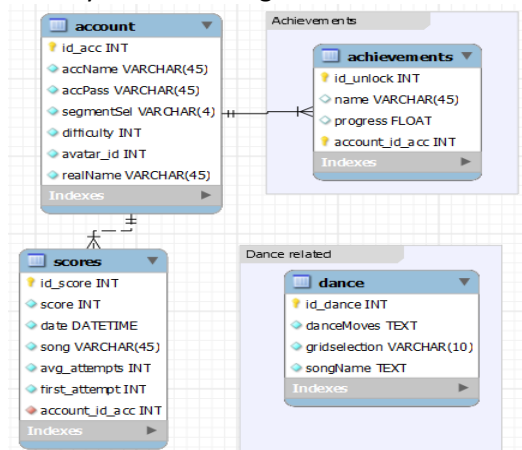 account
id_acc INT
accName VARCHAR(45)
accPass VARCHAR(45)
segmentSel VARCHAR(4)
difficulty INT
avatar_id INT
realName VARCHAR(45)
Indexes
Achievements
achievements
id_unlock INT
name VARCHAR(45)
progress FLOAT
account_id_acc INT
Indexes
scores
id_score INT
score INT
date DATETIME
song VARCHAR(45)
avg_attempts INT
first_attempt INT
account_id_acc INT
Indexes
Dance related
dance
id_dance INT
danceMoves TEXT
gridselection VARCHAR(10)
songName TEXT
Indexes